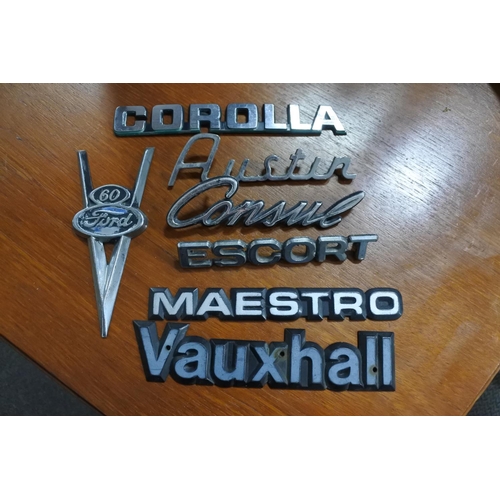 COROLLA
Austin
Consul
60
Ford
ESCORT
MAESTRO
Vauxhall